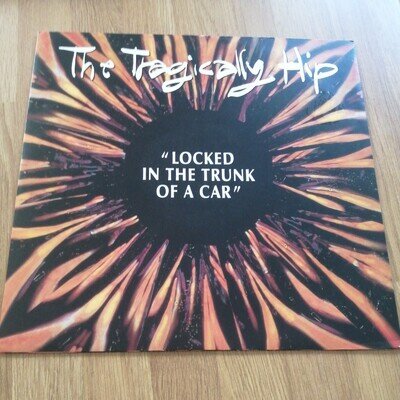 The Tragically Hip
“LOCKED
IN THE TRUNK
OF A CAR”